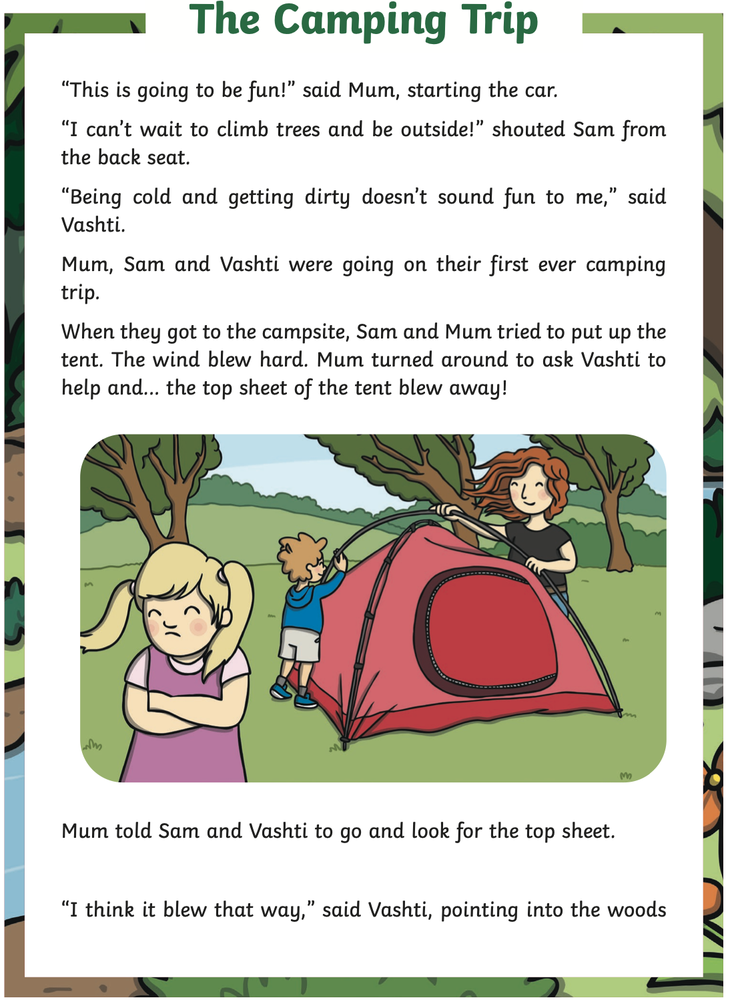 The Camping Trip
“This is going to be fun!” said Mum, starting the car.
“I can’t wait to climb trees and be outside!” shouted Sam from
the back seat.
“Being cold and getting dirty doesn’t sound fun to me,” said
Vashti.
Mum, Sam and Vashti were going on their first ever camping
trip.
When they got to the campsite, Sam and Mum tried to put up the
tent. The wind blew hard. Mum turned around to ask Vashti to
help and... the top sheet of the tent blew away!
Mum told Sam and Vashti to go and look for the top sheet.
“I think it blew that way,” said Vashti, pointing into the woods